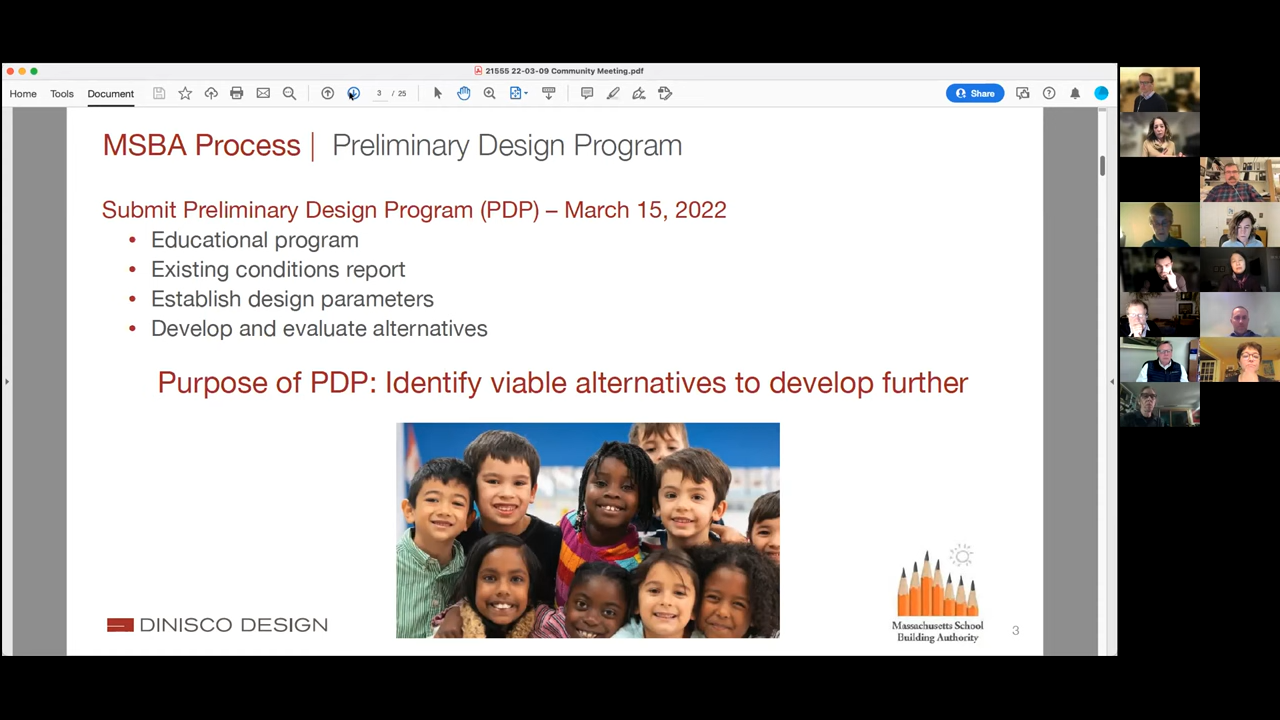 21555 22-03-09 Community Meeting.pdf
Home Tools Document 3 / 25 Share
MSBA Process | Preliminary Design Program
Submit Preliminary Design Program (PDP) – March 15, 2022
• Educational program
• Existing conditions report
• Establish design parameters
• Develop and evaluate alternatives
Purpose of PDP: Identify viable alternatives to develop further
DINISCO DESIGN
Massachusetts School
Building Authority
3